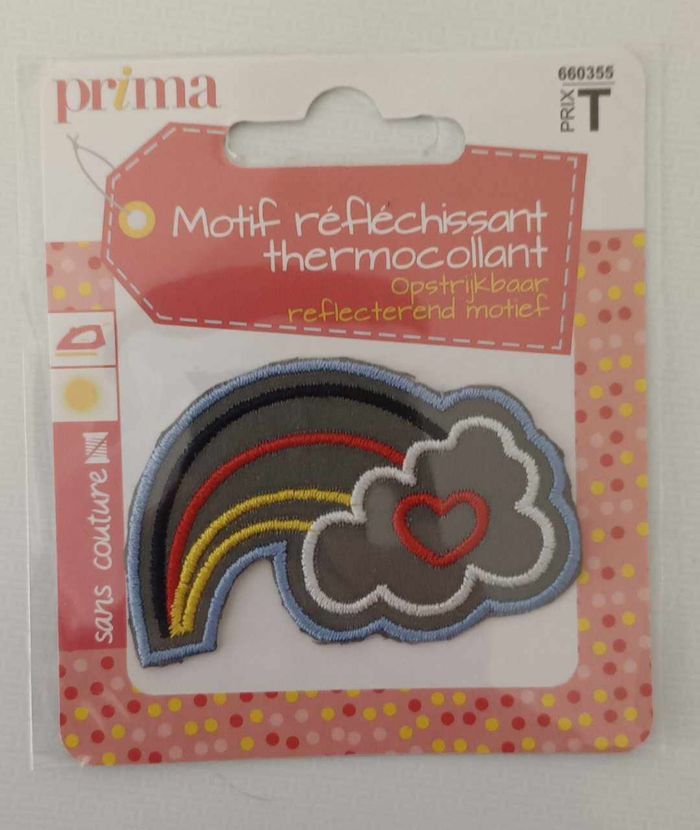 prima
660355
PRIX T
Motif réfléchissant
thermocollant
Opstrijkbaar
reflecterend motief
sans couture